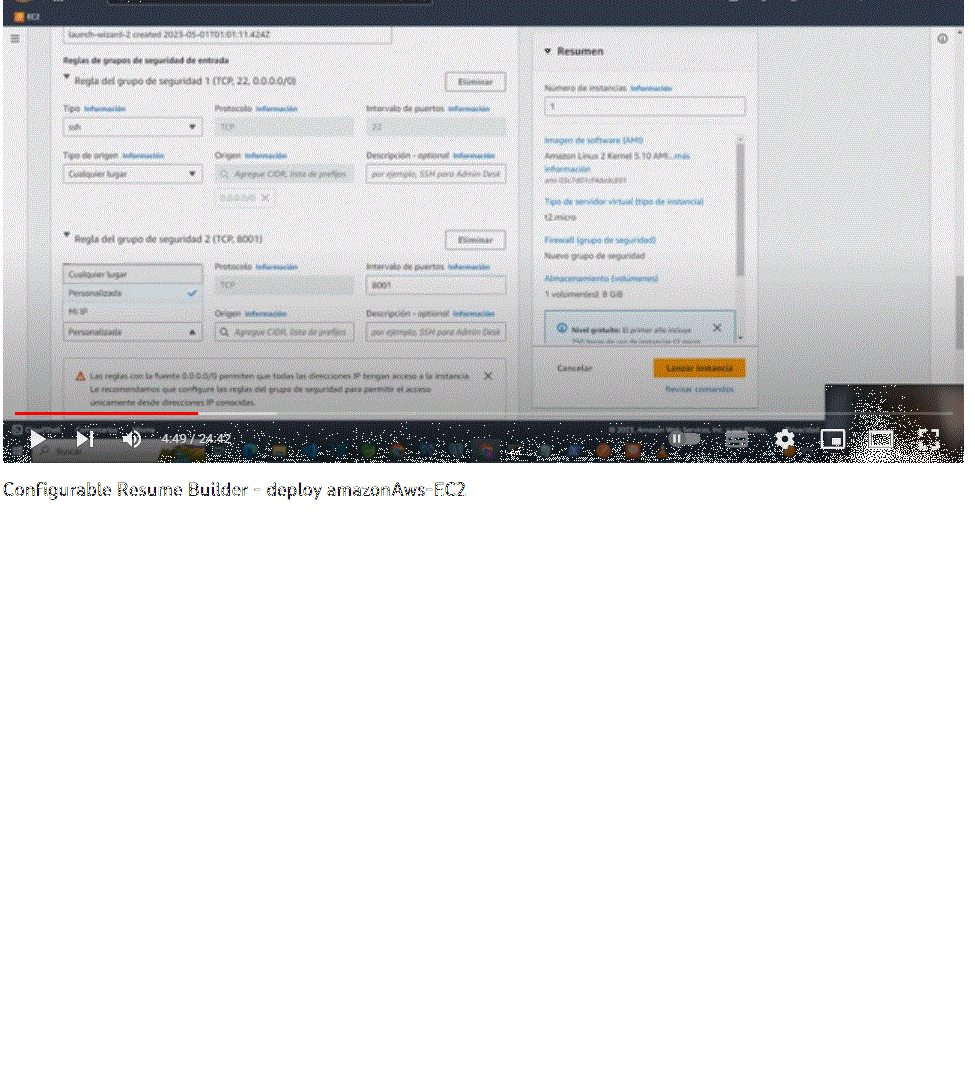 EC2
launch-wizard-2 created 2023-05-01T01:01:11.424Z
Reglas de grupos de seguridad de entrada
Regla del grupo de seguridad 1 (TCP, 22, 0.0.0.0/0)
Eliminar
Tipo Información
Protocolo Información
Intervalo de puertos Información
ssh
TCP
22
Tipo de origen Información
Origen Información
Descripción - optional Información
Cualquier lugar
Agregue CIDR, lista de prefijos
por ejemplo, SSH para Admin Desk
0.0.0.0/0
Regla del grupo de seguridad 2 (TCP, 8001)
Eliminar
Cualquier lugar
Personalizada
Mi IP
Personalizada
Protocolo Información
Intervalo de puertos Información
TCP
8001
Origen Información
Descripción - optional Información
Agregue CIDR, lista de prefijos
por ejemplo, SSH para Admin Desk
Las reglas con la fuente 0.0.0.0/0 permiten que todas las direcciones IP tengan acceso a la instancia.
Le recomendamos que configure las reglas del grupo de seguridad para permitir el acceso
únicamente desde direcciones IP conocidas.
Resumen
Número de instancias Información
1
Imagen de software (AMI)
Amazon Linux 2 Kernel 5.10 AMI...más
información
Tipo de servidor virtual (tipo de instancia)
t2.micro
Firewall (grupo de seguridad)
Nuevo grupo de seguridad
Almacenamiento (volúmenes)
1 volumen(es): 8 GiB
Nivel gratuito: El primer año incluye
Cancelar
Lanzar instancia
Revisar comandos
4:49 / 24:42
Buscar
Configurable Resume Builder - deploy amazonAws-EC2